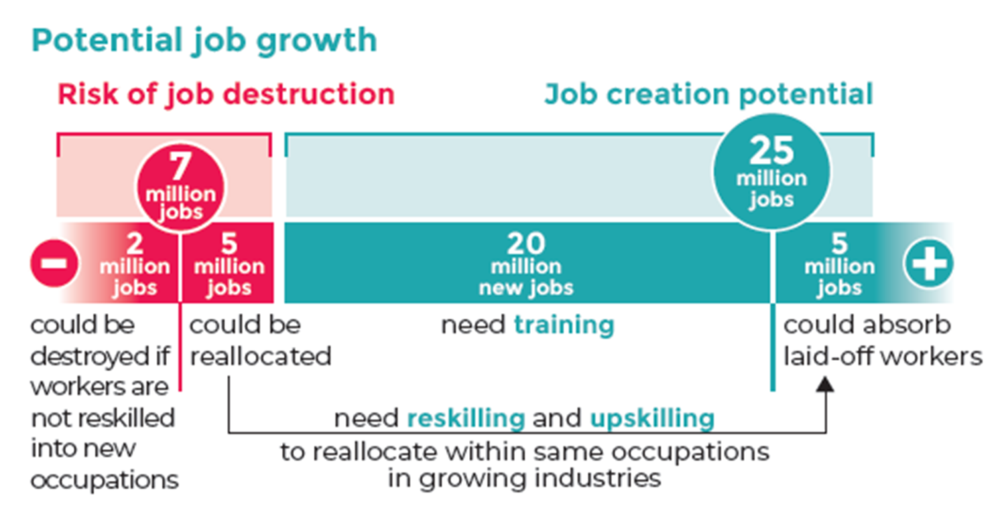 Potential job growth
Risk of job destruction
Job creation potential
7
million
jobs
25
million
jobs
2
million
jobs
5
million
jobs
20
million
new jobs
5
million
jobs
could be
destroyed if
workers are
not reskilled
into new
occupations
could be
reallocated
need training
could absorb
laid-off workers
need reskilling and upskilling
to reallocate within same occupations
in growing industries